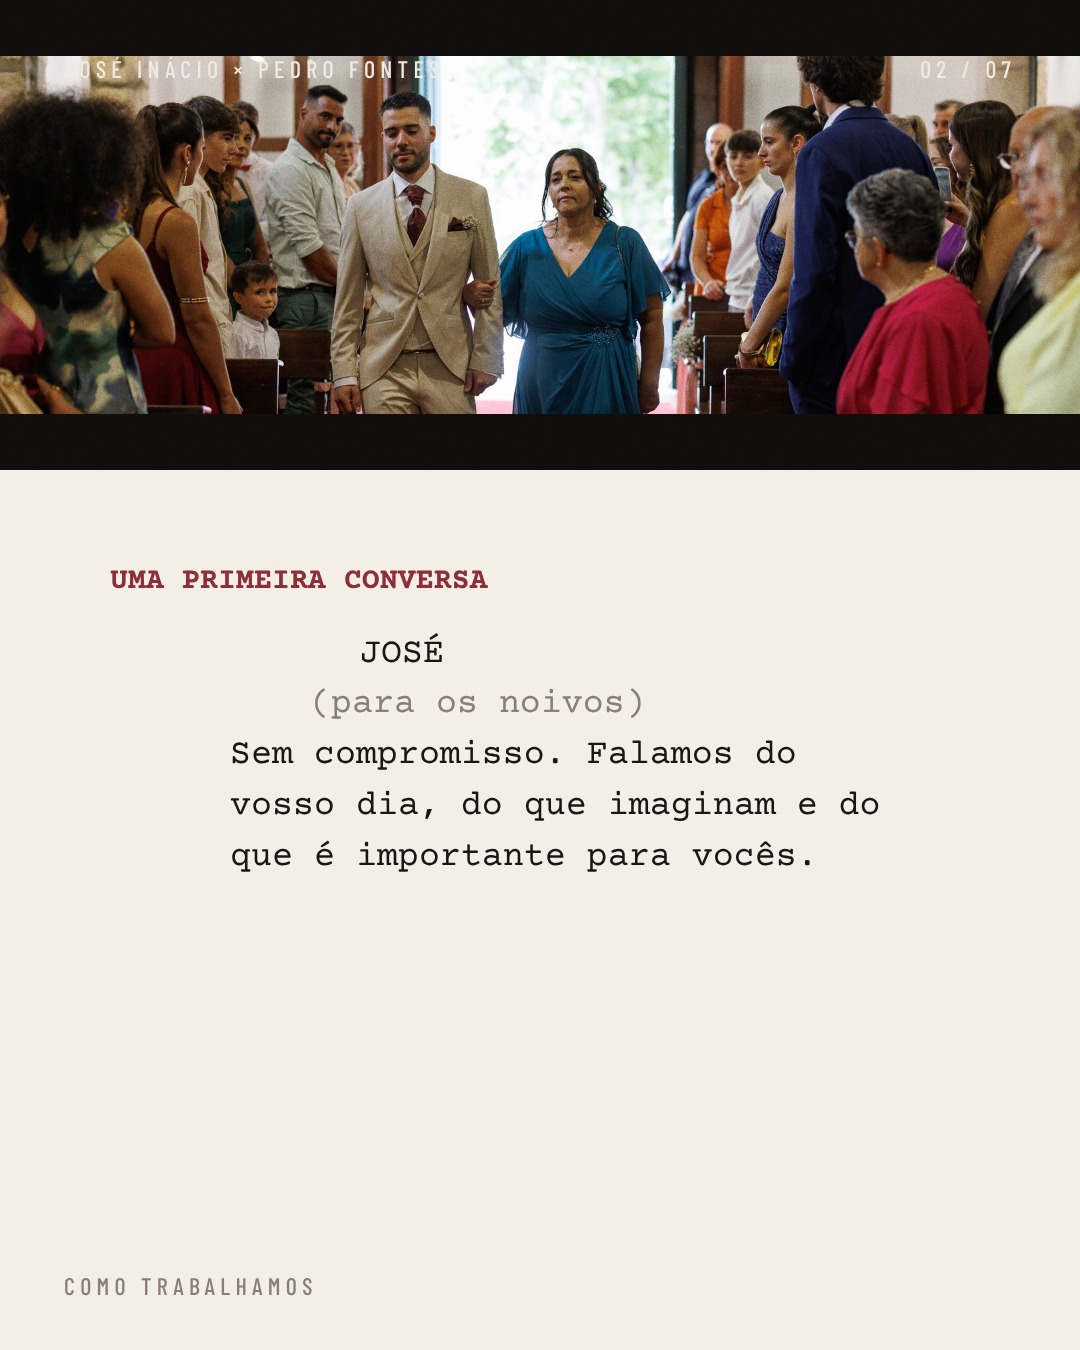 JOSÉ INÁCIO × PEDRO FONTES
02 / 07
UMA PRIMEIRA CONVERSA
JOSÉ
(para os noivos)
Sem compromisso. Falamos do
vosso dia, do que imaginam e do
que é importante para vocês.
COMO TRABALHAMOS